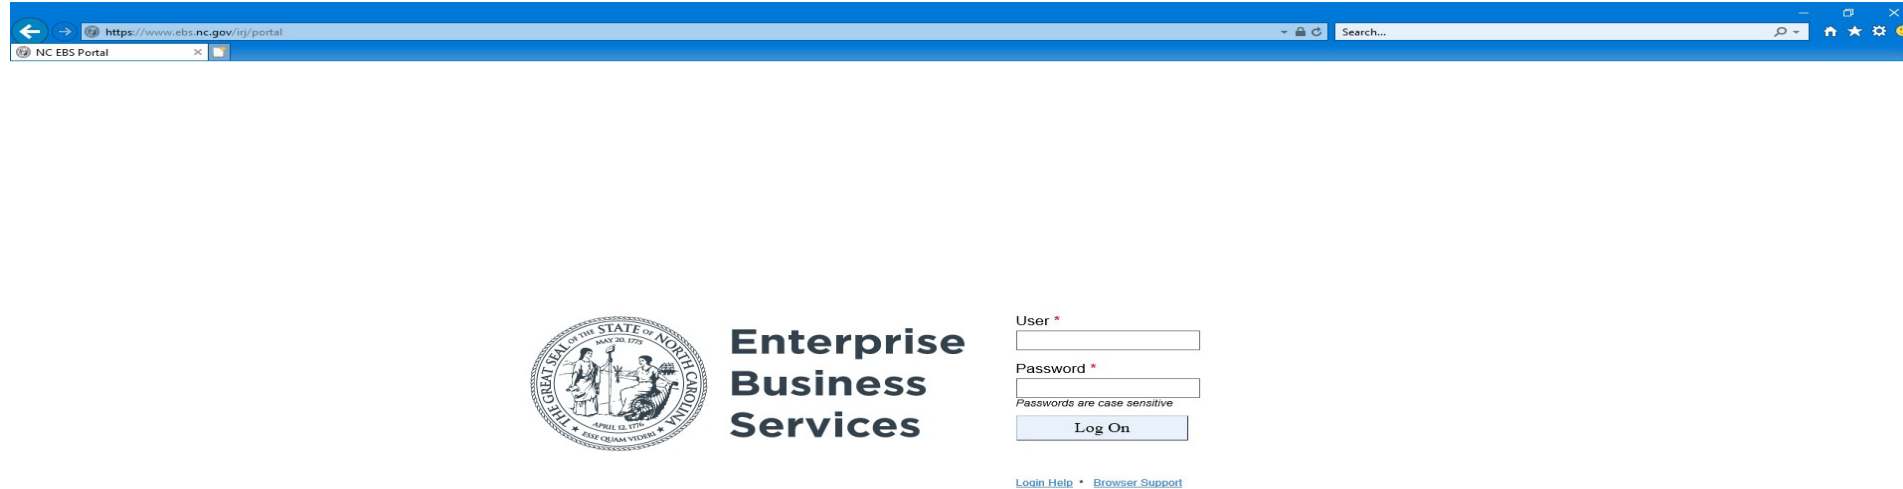 https://www.ebs.nc.gov/irj/portal
Search...
NC EBS Portal
THE GREAT SEAL OF THE STATE OF NORTH CAROLINA
MAY 20, 1775
APRIL 12, 1776
ESSE QUAM VIDERI
Enterprise
Business
Services
User *
Password *
Passwords are case sensitive
Log On
Login Help * Browser Support